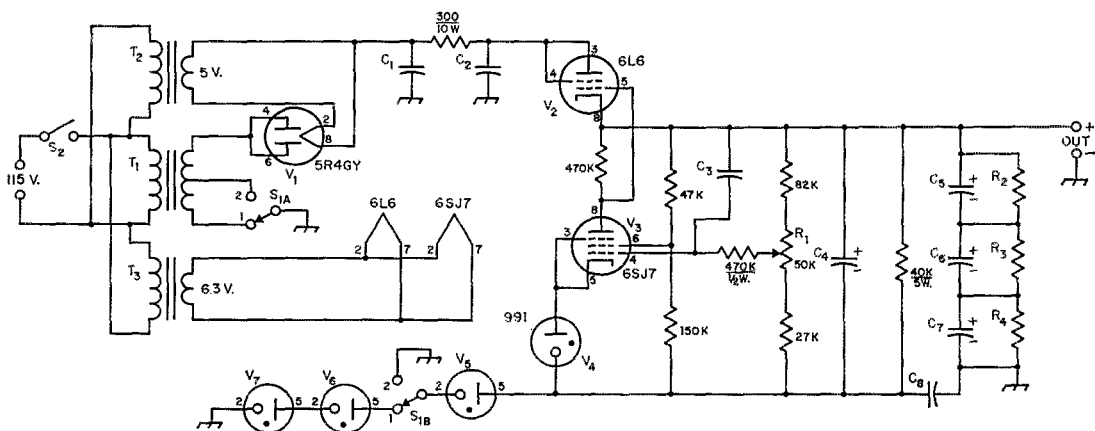 300
10 W.
C₁
C₂
T₂
5 V.
4
2
8
6
V₁
5R4GY
3
6L6
4
5
V₂
8
S₂
115 V.
T₁
2
S₁A
1
470K
47K
C₃
82K
+
OUT
-
C₅
+
-
R₂
6L6
6SJ7
2
7
2
7
T₃
6.3 V.
8
V₃
3
6
4
6SJ7
5
470K
½W.
R₁
50K
C₄
+
-
40K
5W.
C₆
+
-
R₃
991
V₄
150K
27K
C₇
+
-
R₄
V₇
2
5
V₆
2
5
2
1
S₁B
V₅
2
5
C₈